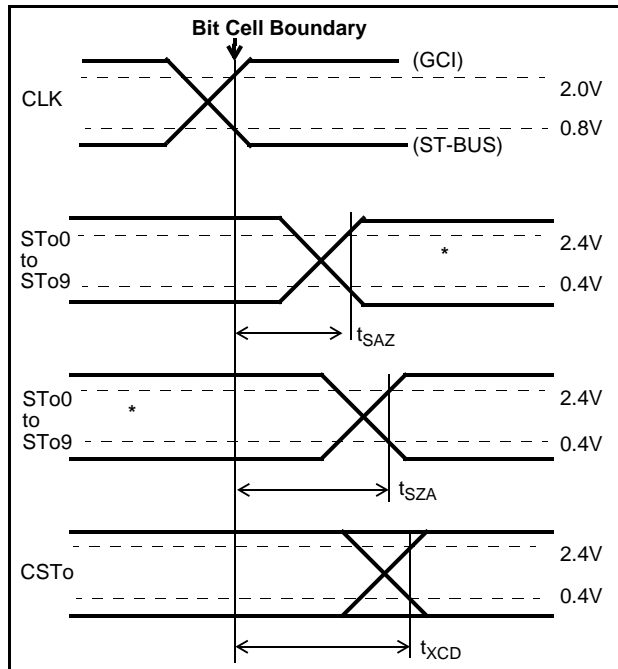 Bit Cell Boundary
(GCI)
CLK
2.0V
0.8V
(ST-BUS)
STo0
to
STo9
*
2.4V
0.4V
tSAZ
STo0
to
STo9
*
2.4V
0.4V
tSZA
CSTo
2.4V
0.4V
tXCD